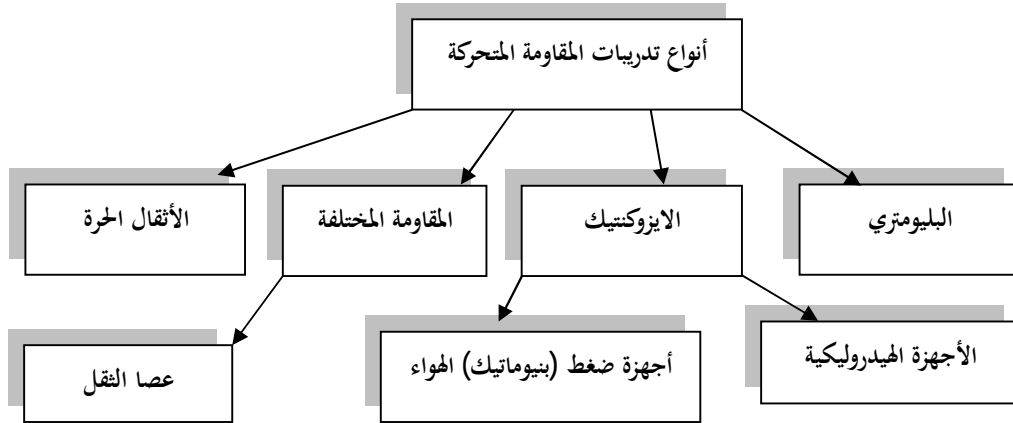 أنواع تدريبات المقاومة المتحركة
البليومتري
الايزوكنتيك
المقاومة المختلفة
الأثقال الحرة
الأجهزة الهيدروليكية
أجهزة ضغط (بنيوماتيك) الهواء
عصا الثقل